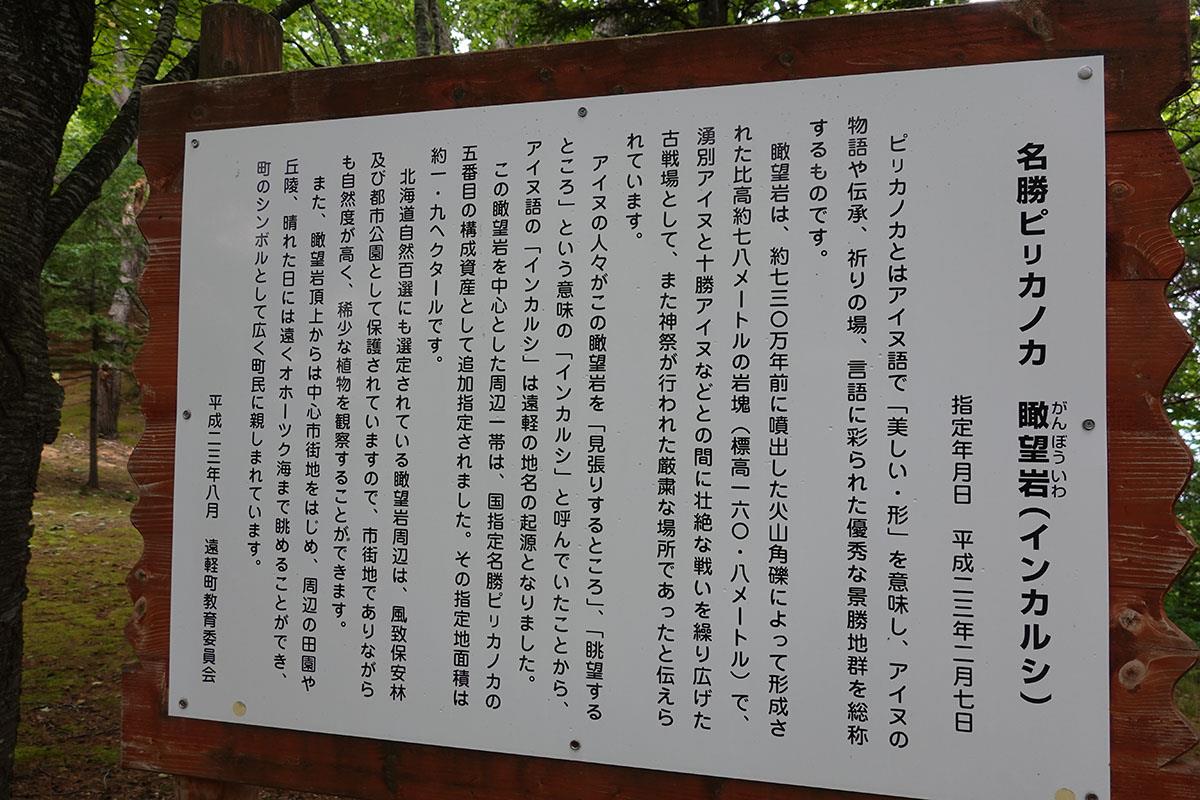 名勝ピリカノカ　瞰望岩(インカルシ)
がんぼういわ
指定年月日　平成二三年二月七日
ピリカノカとはアイヌ語で「美しい・形」を意味し、アイヌの
物語や伝承、祈りの場、言語に彩られた優秀な景勝地群を総称
するものです。
瞰望岩は、約七三〇万年前に噴出した火山角礫によって形成さ
れた比高約七八メートルの岩塊（標高一六〇・八メートル）で、
湧別アイヌと十勝アイヌなどとの間に壮絶な戦いを繰り広げた
古戦場として、また神祭が行われた厳粛な場所であったと伝えら
れています。
アイヌの人々がこの瞰望岩を「見張りするところ」、「眺望する
ところ」という意味の「インカルシ」と呼んでいたことから、
アイヌ語の「インカルシ」は遠軽の地名の起源となりました。
この瞰望岩を中心とした周辺一帯は、国指定名勝ピリカノカの
五番目の構成資産として追加指定されました。その指定地面積は
約一・九ヘクタールです。
北海道自然百選にも選定されている瞰望岩周辺は、風致保安林
及び都市公園として保護されていますので、市街地でありながら
も自然度が高く、稀少な植物を観察することができます。
また、瞰望岩頂上からは中心市街地をはじめ、周辺の田園や
丘陵、晴れた日には遠くオホーツク海まで眺めることができ、
町のシンボルとして広く町民に親しまれています。
平成二三年八月　遠軽町教育委員会